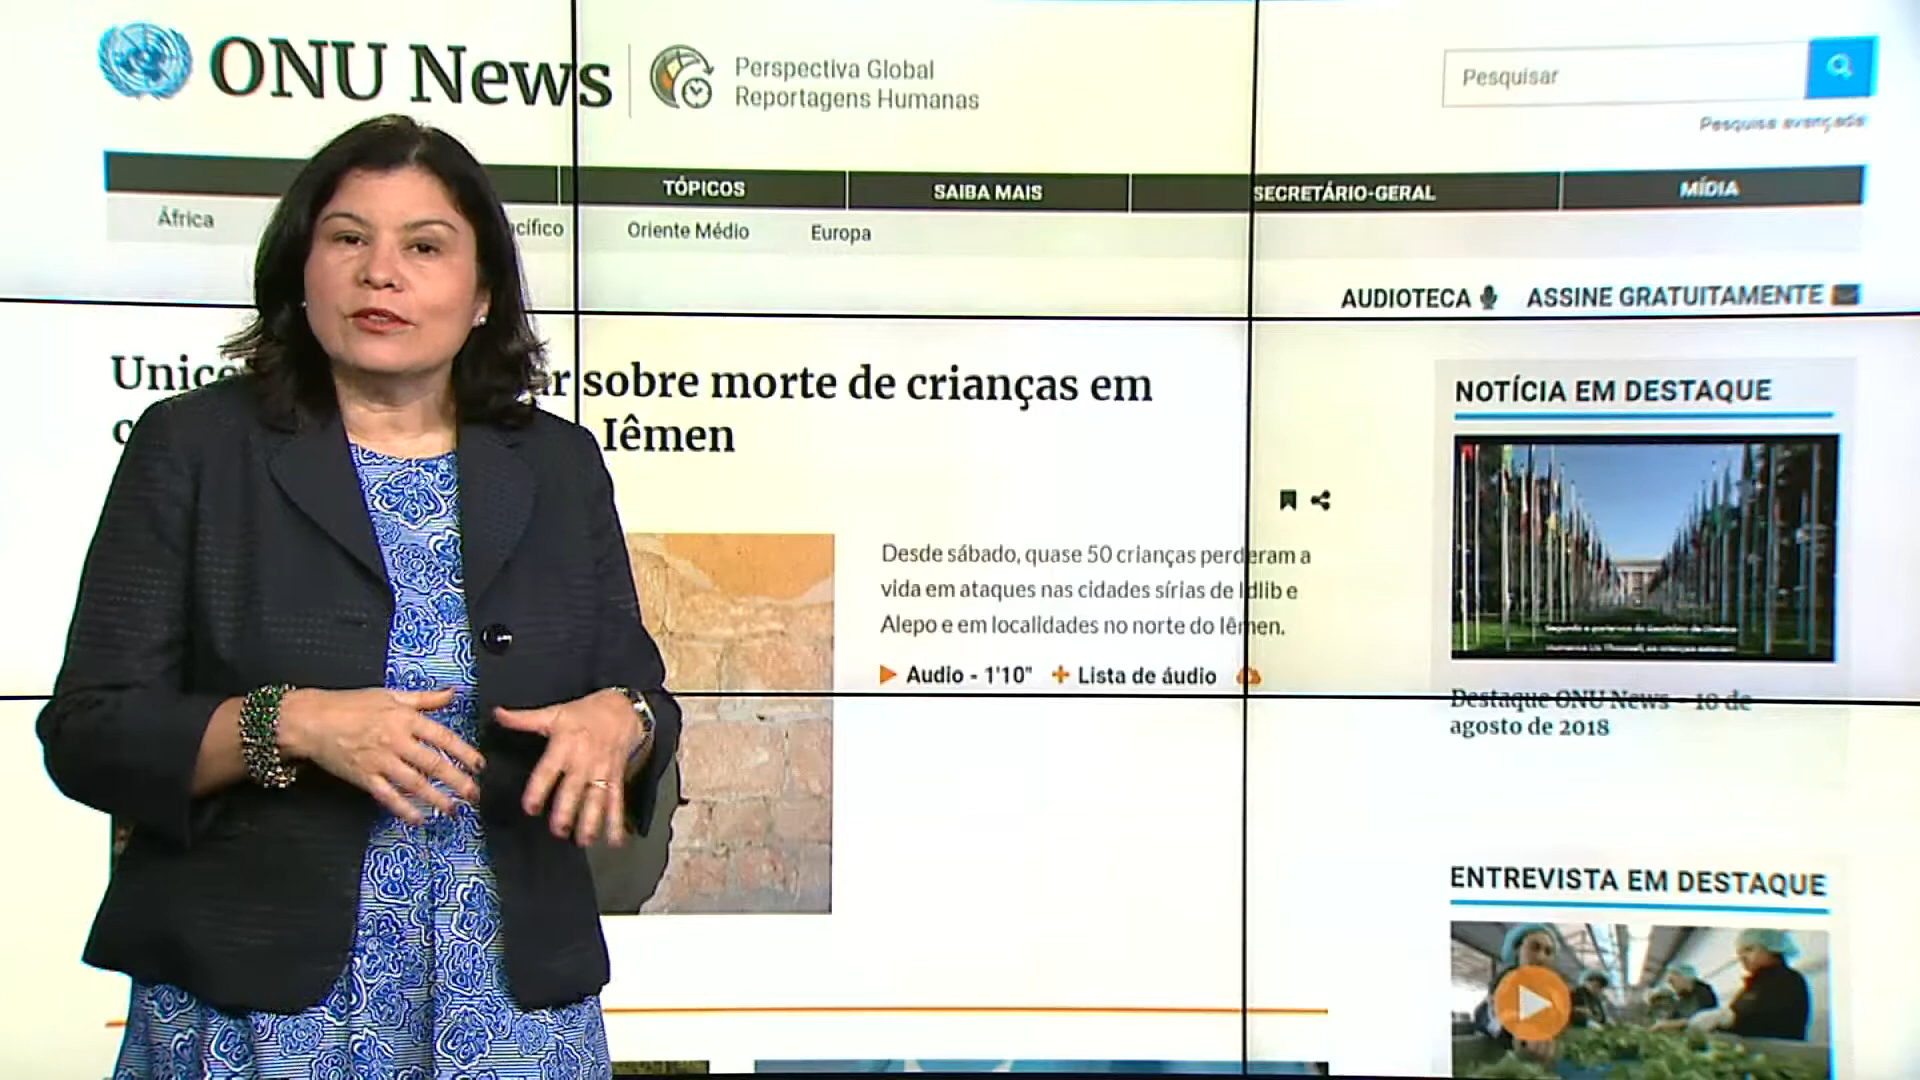 ONU News
Perspectiva Global
Reportagens Humanas
Pesquisar
Pesquisa avançada
TÓPICOS
SAIBA MAIS
SECRETÁRIO-GERAL
MÍDIA
África
cífico
Oriente Médio
Europa
AUDIOTECA
ASSINE GRATUITAMENTE
Unice
r sobre morte de crianças em
c
Iêmen
Desde sábado, quase 50 crianças perderam a
vida em ataques nas cidades sírias de Idlib e
Alepo e em localidades no norte do Iêmen.
Audio - 1'10"
Lista de áudio
NOTÍCIA EM DESTAQUE
Destaque ONU News - 10 de
agosto de 2018
ENTREVISTA EM DESTAQUE